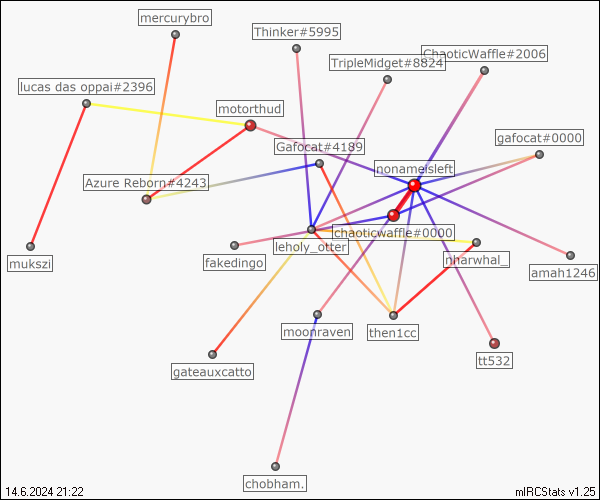 mercurybro
Thinker#5995
ChaoticWaffle#2006
TripleMidget#8824
lucas das oppai#2396
motorthud
gafocat#0000
Gafocat#4189
nonameisleft
Azure Reborn#4243
chaoticwaffle#0000
leholy_otter
fakedingo
nharwhal_
mukszi
amah1246
moonraven
then1cc
tt532
gateauxcatto
chobham.
14.6.2024 21:22
mIRCStats v1.25